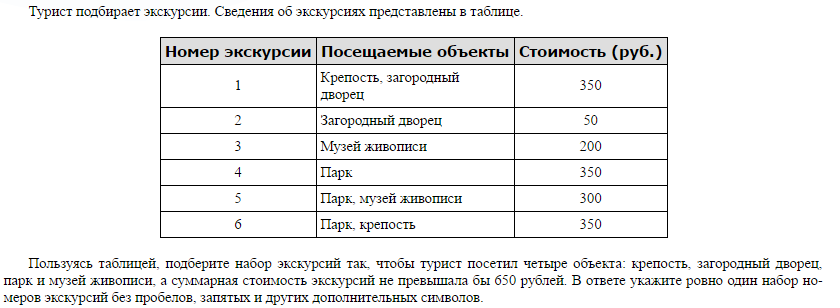 Турист подбирает экскурсии. Сведения об экскурсиях представлены в таблице.
Номер экскурсии Посещаемые объекты Стоимость (руб.)
1 Крепость, загородный дворец 350
2 Загородный дворец 50
3 Музей живописи 200
4 Парк 350
5 Парк, музей живописи 300
6 Парк, крепость 350
Пользуясь таблицей, подберите набор экскурсий так, чтобы турист посетил четыре объекта: крепость, загородный дворец,
парк и музей живописи, а суммарная стоимость экскурсий не превышала бы 650 рублей. В ответе укажите ровно один набор но-
меров экскурсий без пробелов, запятых и других дополнительных символов.